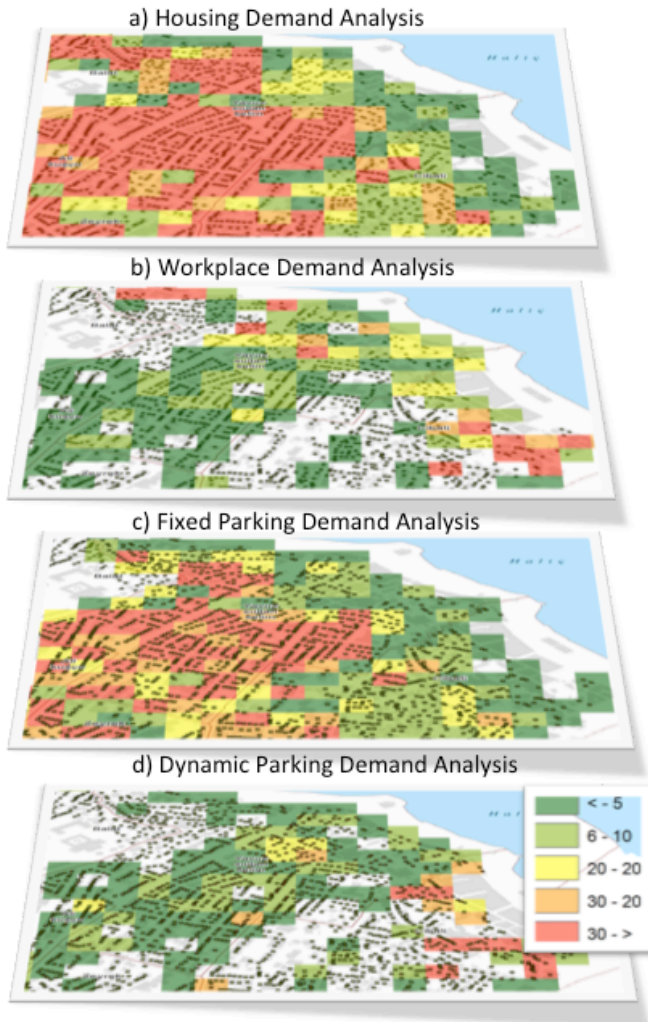 a) Housing Demand Analysis
Haliç
b) Workplace Demand Analysis
Haliç
c) Fixed Parking Demand Analysis
Haliç
d) Dynamic Parking Demand Analysis
< - 5
6 - 10
20 - 20
30 - 20
30 - >